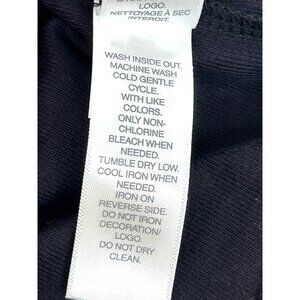 LOGO.
NETTOYAGE À SEC
INTERDIT.
WASH INSIDE OUT.
MACHINE WASH
COLD GENTLE
CYCLE.
WITH LIKE
COLORS.
ONLY NON-
CHLORINE
BLEACH WHEN
NEEDED.
TUMBLE DRY LOW.
COOL IRON WHEN
NEEDED.
IRON ON
REVERSE SIDE.
DO NOT IRON
DECORATION/
LOGO.
DO NOT DRY
CLEAN.